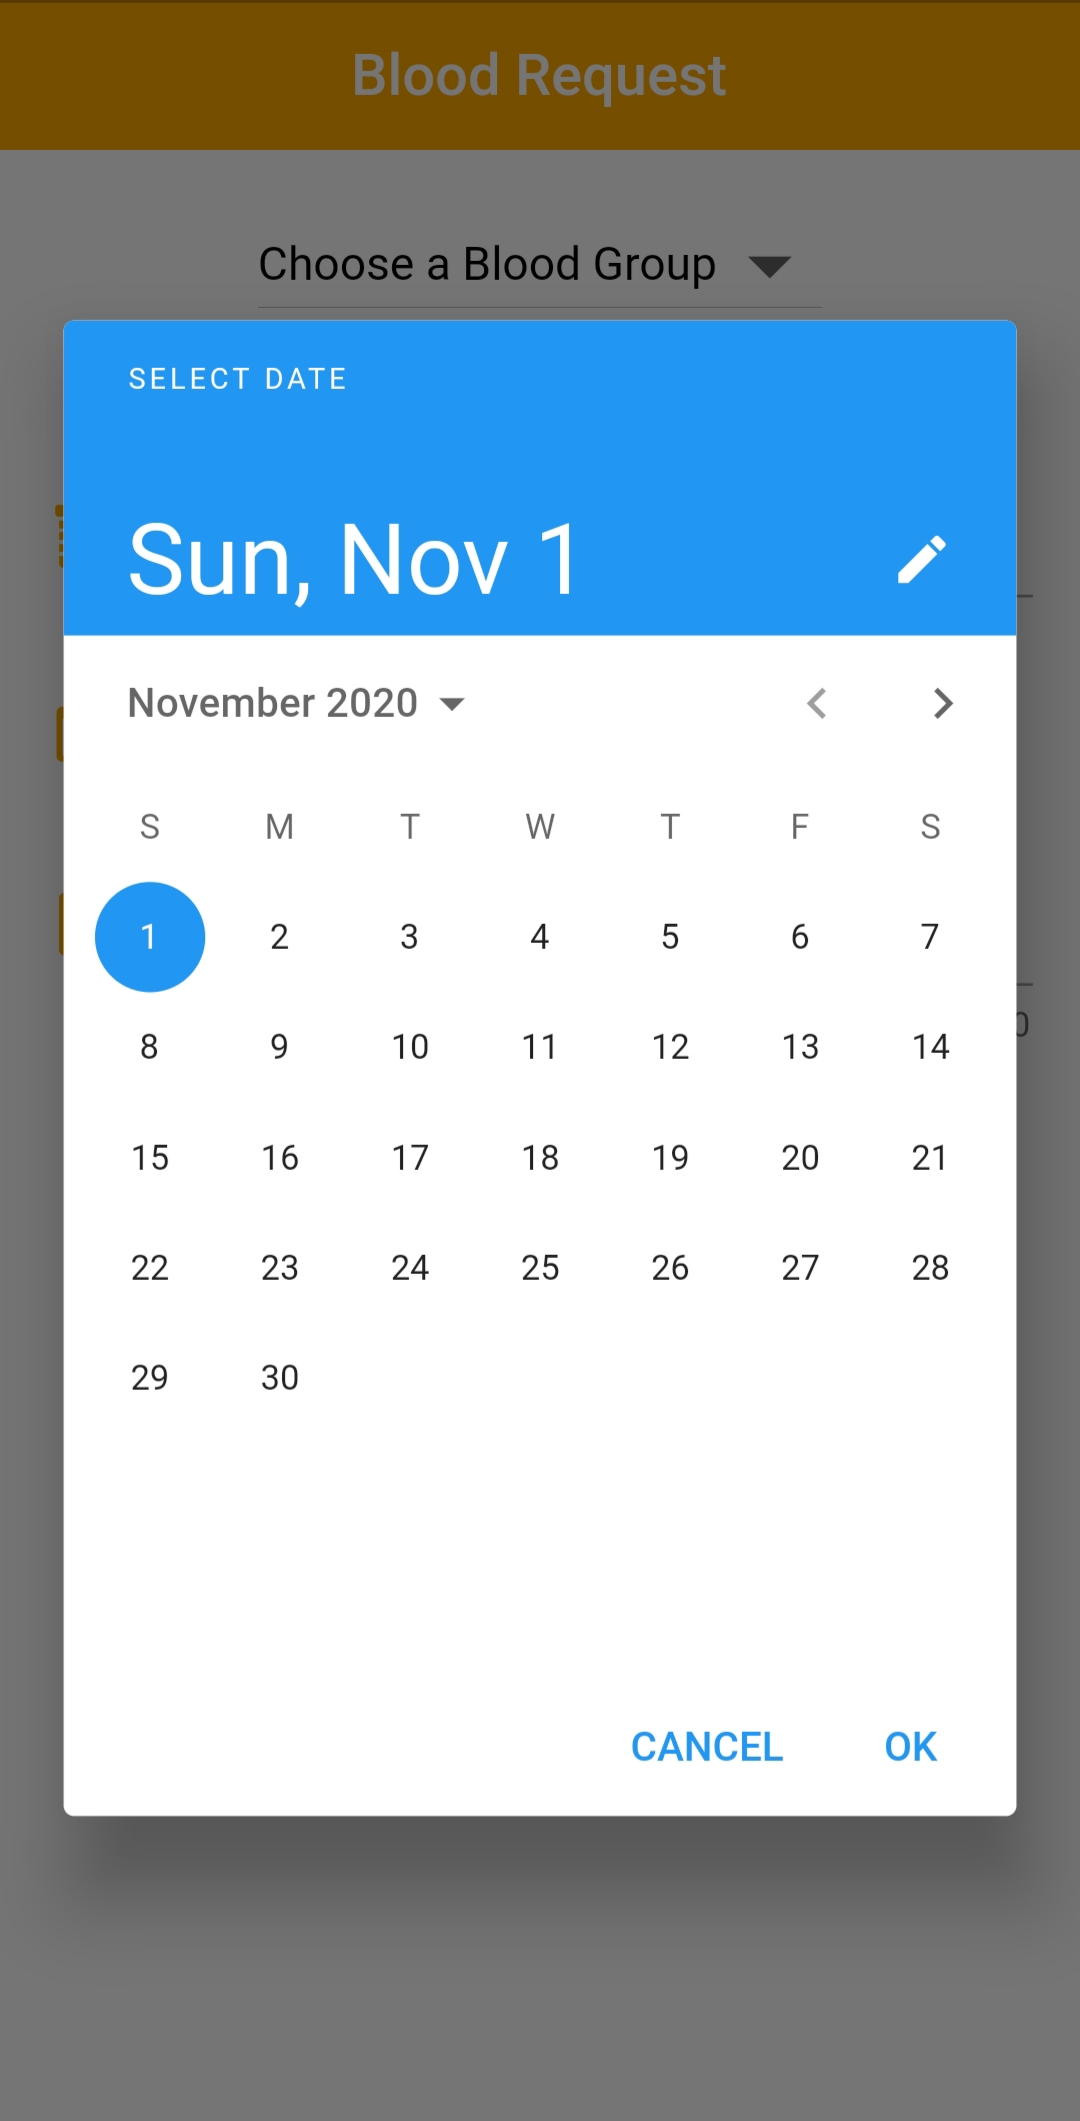 Blood Request
Choose a Blood Group
SELECT DATE
Sun, Nov 1
November 2020
S M T W T F S
1 2 3 4 5 6 7
8 9 10 11 12 13 14
15 16 17 18 19 20 21
22 23 24 25 26 27 28
29 30
CANCEL OK